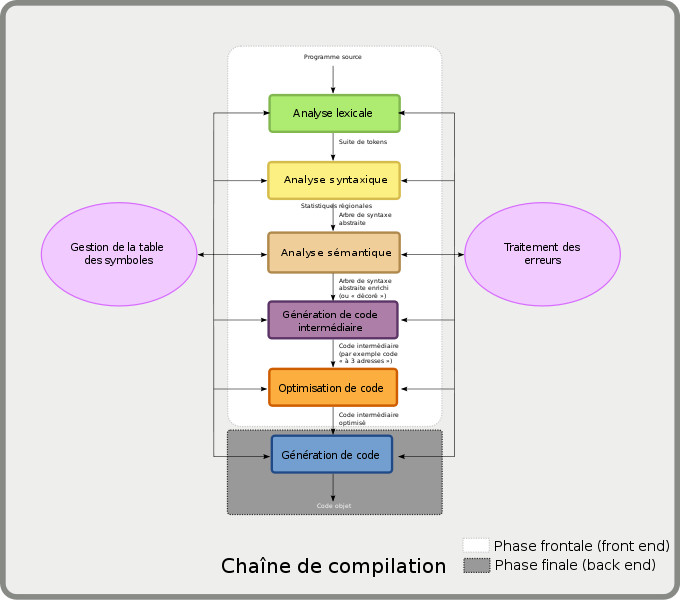 Programme source
Analyse lexicale
Suite de tokens
Analyse syntaxique
Statistiques régionales
Arbre de syntaxe
abstraite
Gestion de la table
des symboles
Analyse sémantique
Traitement des
erreurs
Arbre de syntaxe
abstraite enrichi
(ou « décoré »)
Génération de code
intermédiaire
Code intermédiaire
(par exemple code
« à 3 adresses »)
Optimisation de code
Code intermédiaire
optimisé
Génération de code
Code objet
Chaîne de compilation
Phase frontale (front end)
Phase finale (back end)